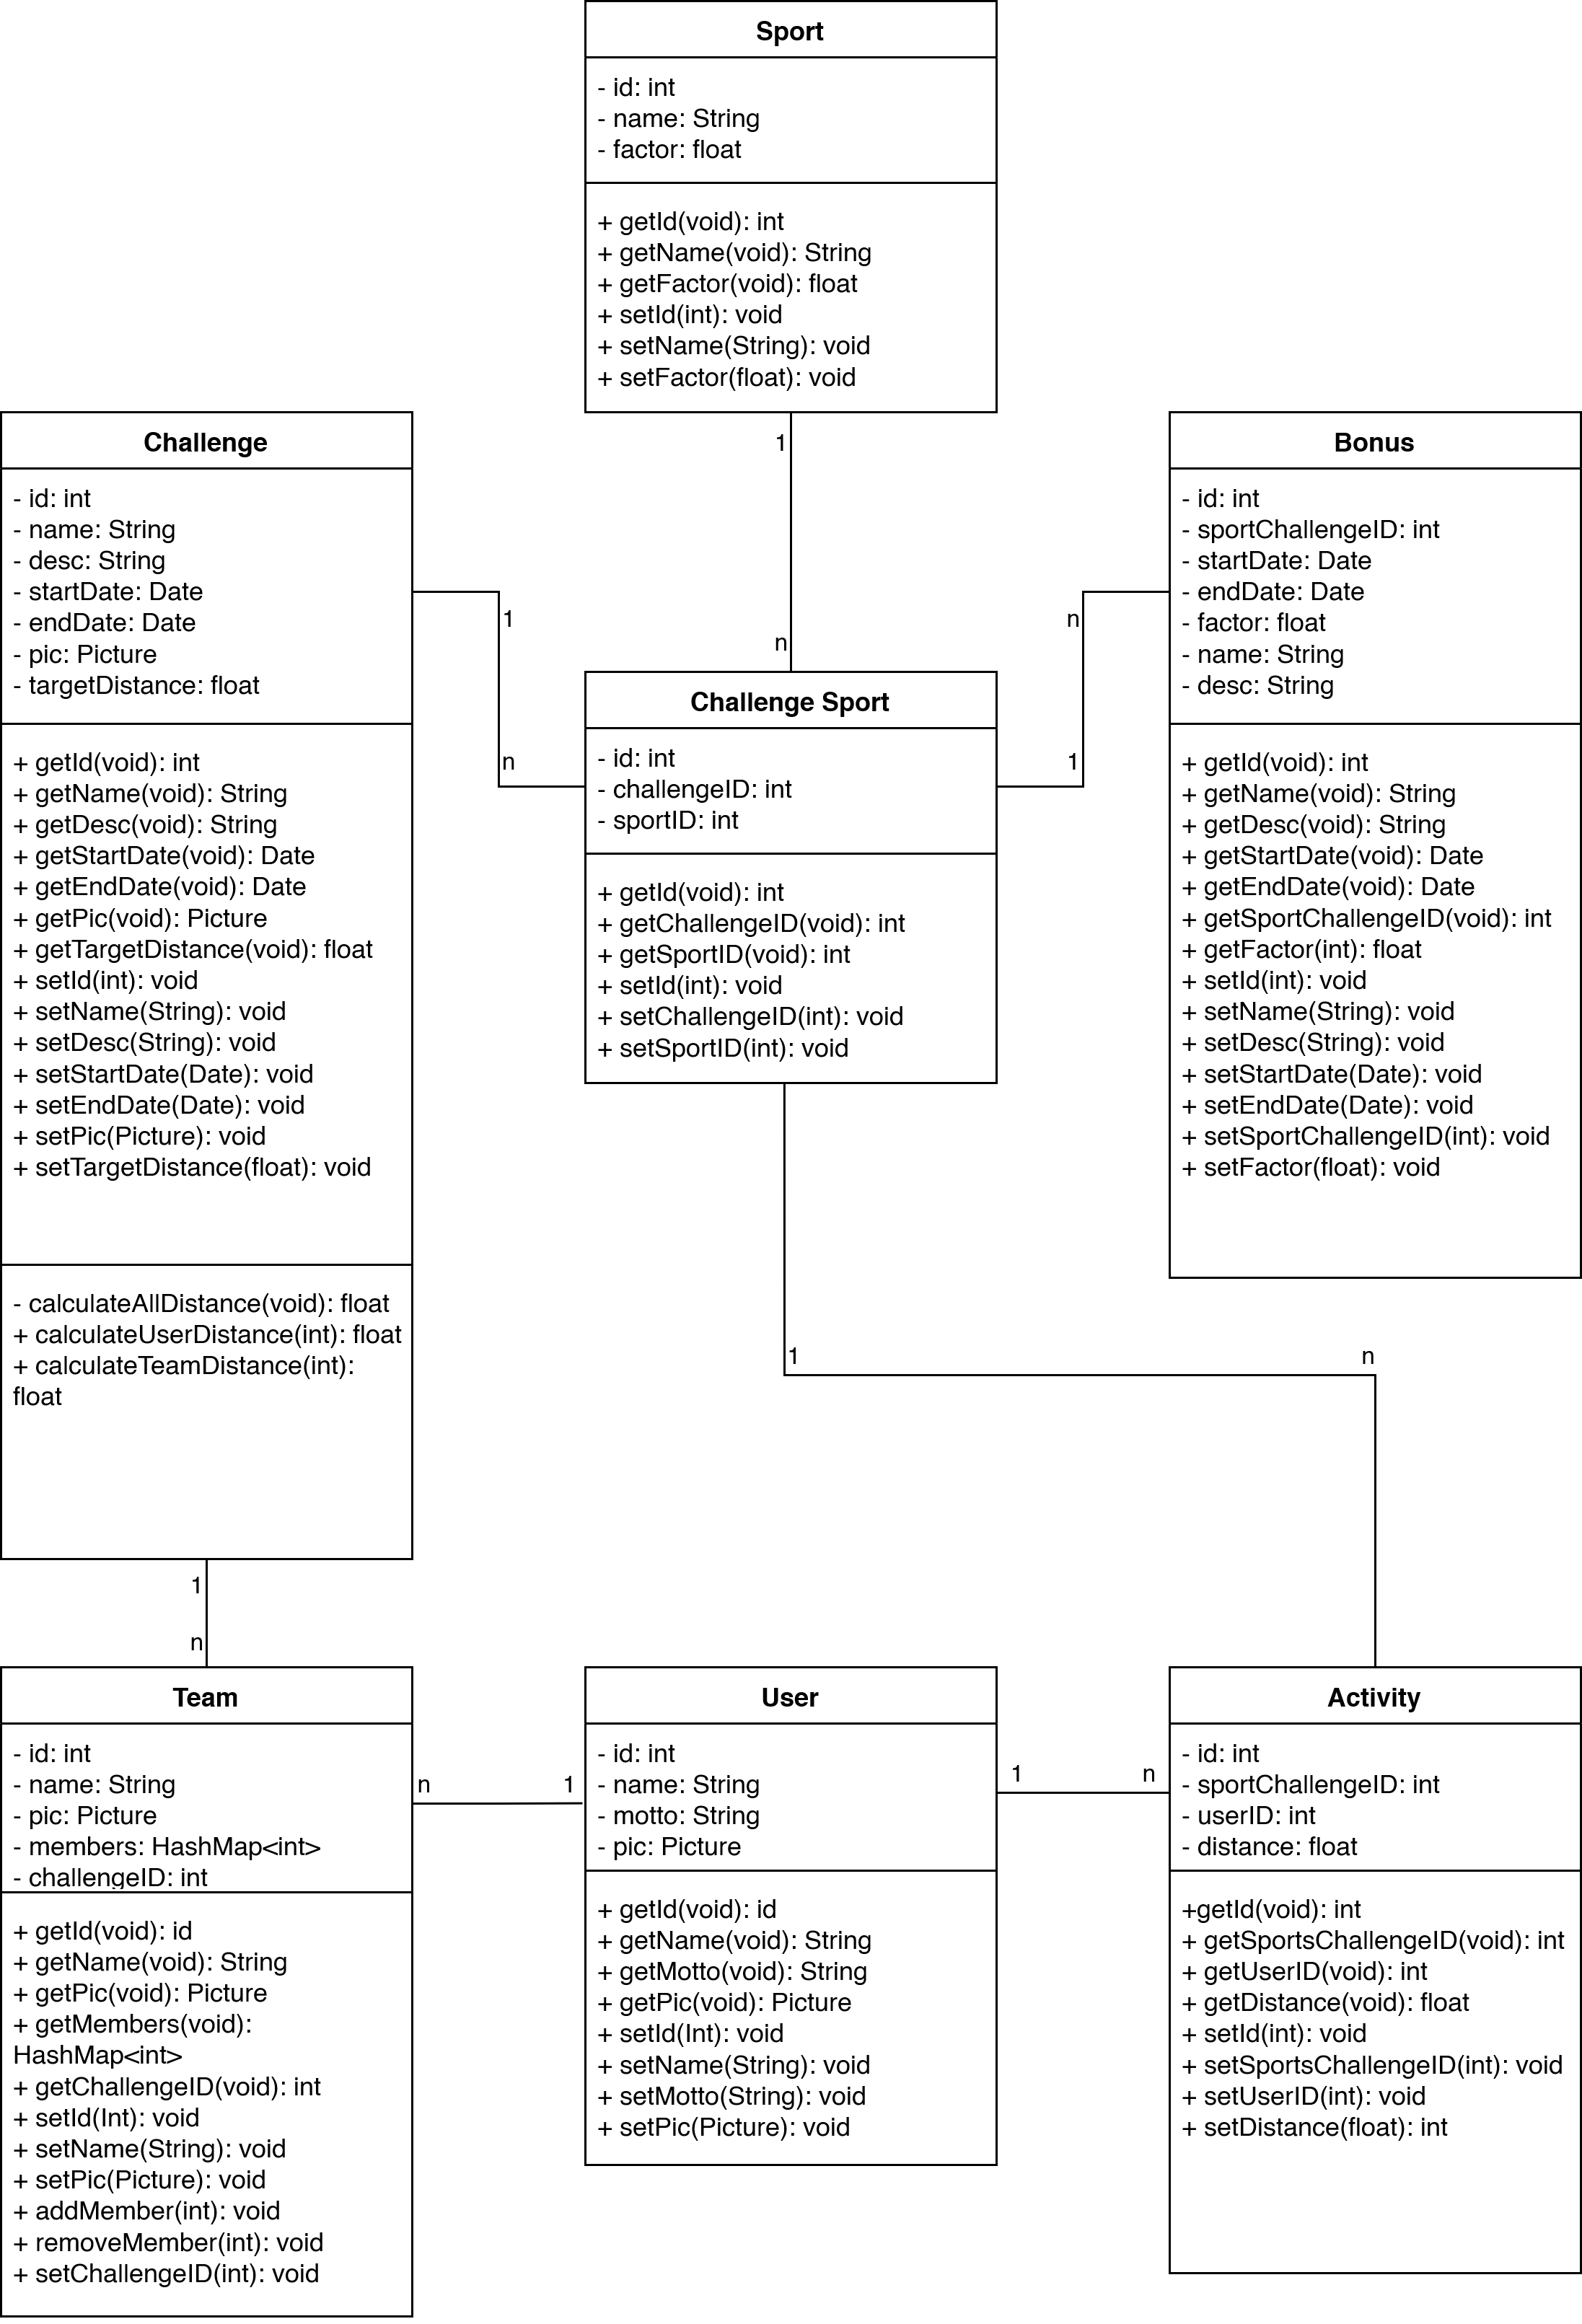 Sport
- id: int
- name: String
- factor: float
+ getId(void): int
+ getName(void): String
+ getFactor(void): float
+ setId(int): void
+ setName(String): void
+ setFactor(float): void
1
n
Challenge
- id: int
- name: String
- desc: String
- startDate: Date
- endDate: Date
- pic: Picture
- targetDistance: float
+ getId(void): int
+ getName(void): String
+ getDesc(void): String
+ getStartDate(void): Date
+ getEndDate(void): Date
+ getPic(void): Picture
+ getTargetDistance(void): float
+ setId(int): void
+ setName(String): void
+ setDesc(String): void
+ setStartDate(Date): void
+ setEndDate(Date): void
+ setPic(Picture): void
+ setTargetDistance(float): void
- calculateAllDistance(void): float
+ calculateUserDistance(int): float
+ calculateTeamDistance(int):
float
1
n
Challenge Sport
- id: int
- challengeID: int
- sportID: int
+ getId(void): int
+ getChallengeID(void): int
+ getSportID(void): int
+ setId(int): void
+ setChallengeID(int): void
+ setSportID(int): void
n
1
Bonus
- id: int
- sportChallengeID: int
- startDate: Date
- endDate: Date
- factor: float
- name: String
- desc: String
+ getId(void): int
+ getName(void): String
+ getDesc(void): String
+ getStartDate(void): Date
+ getEndDate(void): Date
+ getSportChallengeID(void): int
+ getFactor(int): float
+ setId(int): void
+ setName(String): void
+ setDesc(String): void
+ setStartDate(Date): void
+ setEndDate(Date): void
+ setSportChallengeID(int): void
+ setFactor(float): void
1
n
1
n
Team
- id: int
- name: String
- pic: Picture
- members: HashMap<int>
- challengeID: int
+ getId(void): id
+ getName(void): String
+ getPic(void): Picture
+ getMembers(void):
HashMap<int>
+ getChallengeID(void): int
+ setId(Int): void
+ setName(String): void
+ setPic(Picture): void
+ addMember(int): void
+ removeMember(int): void
+ setChallengeID(int): void
n
1
User
- id: int
- name: String
- motto: String
- pic: Picture
+ getId(void): id
+ getName(void): String
+ getMotto(void): String
+ getPic(void): Picture
+ setId(Int): void
+ setName(String): void
+ setMotto(String): void
+ setPic(Picture): void
1
n
Activity
- id: int
- sportChallengeID: int
- userID: int
- distance: float
+getId(void): int
+ getSportsChallengeID(void): int
+ getUserID(void): int
+ getDistance(void): float
+ setId(int): void
+ setSportsChallengeID(int): void
+ setUserID(int): void
+ setDistance(float): int